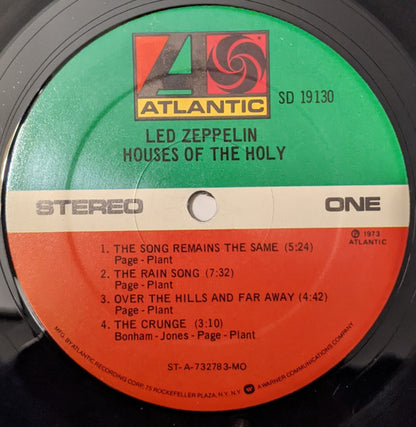 A
ATLANTIC
SD 19130
LED ZEPPELIN
HOUSES OF THE HOLY
STEREO
ONE
℗ 1973
ATLANTIC
1. THE SONG REMAINS THE SAME (5:24)
Page - Plant
2. THE RAIN SONG (7:32)
Page - Plant
3. OVER THE HILLS AND FAR AWAY (4:42)
Page - Plant
4. THE CRUNGE (3:10)
Bonham - Jones - Page - Plant
ST-A-732783-MO
MFG. BY ATLANTIC RECORDING CORP., 75 ROCKEFELLER PLAZA, N.Y., N.Y. A WARNER COMMUNICATIONS COMPANY